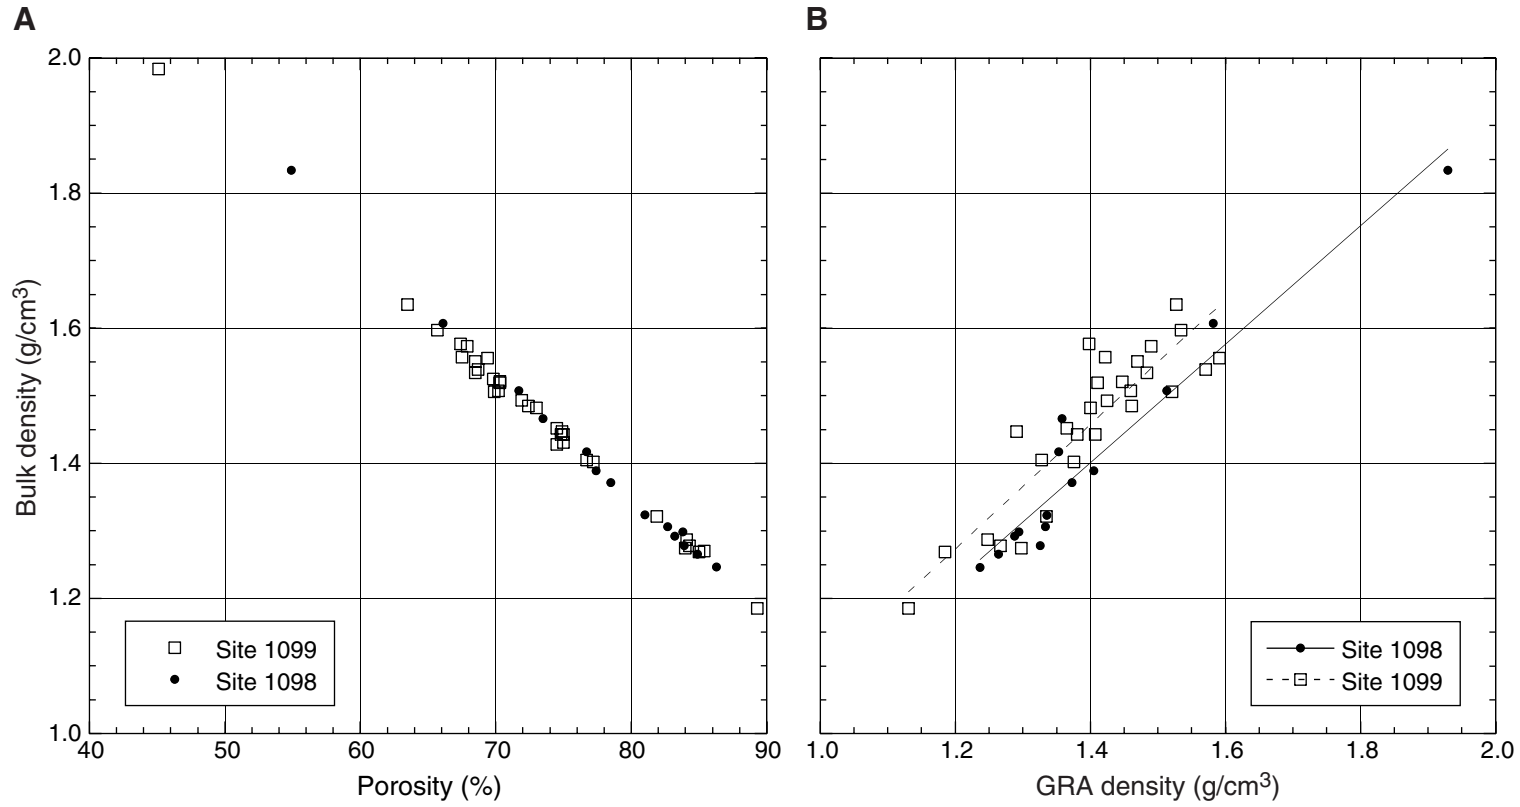 A
B
2.0
1.8
1.6
1.4
1.2
1.0
Bulk density (g/cm³)
Site 1099
Site 1098
Site 1098
Site 1099
40 50 60 70 80 90
1.0 1.2 1.4 1.6 1.8 2.0
Porosity (%)
GRA density (g/cm³)